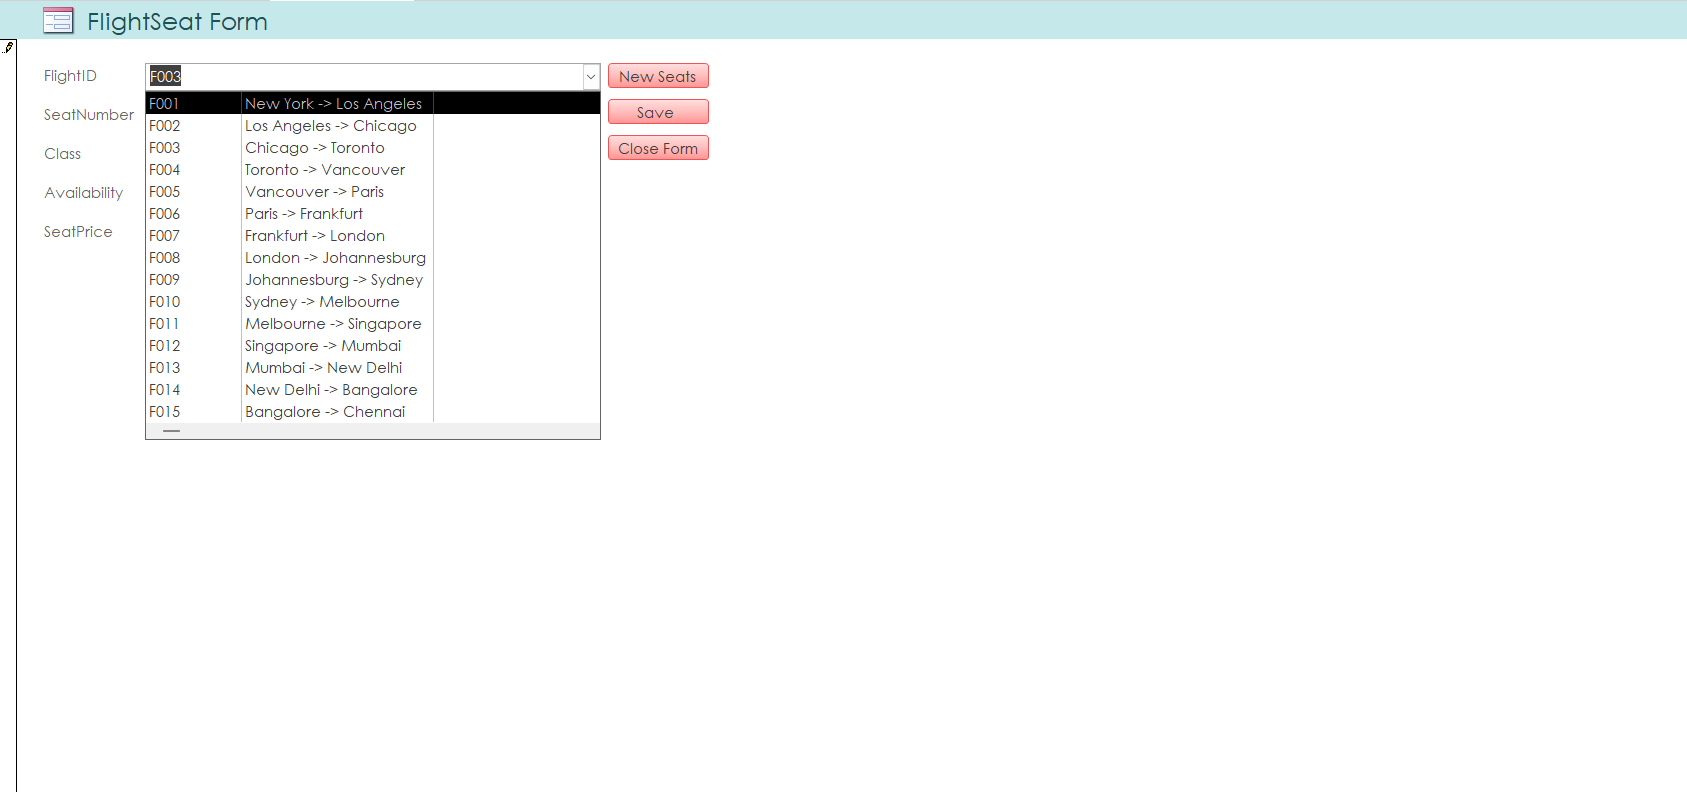 FlightSeat Form
FlightID F003 New Seats
F001 New York -> Los Angeles
SeatNumber Save
F002 Los Angeles -> Chicago
Class F003 Chicago -> Toronto Close Form
F004 Toronto -> Vancouver
Availability F005 Vancouver -> Paris
F006 Paris -> Frankfurt
SeatPrice F007 Frankfurt -> London
F008 London -> Johannesburg
F009 Johannesburg -> Sydney
F010 Sydney -> Melbourne
F011 Melbourne -> Singapore
F012 Singapore -> Mumbai
F013 Mumbai -> New Delhi
F014 New Delhi -> Bangalore
F015 Bangalore -> Chennai